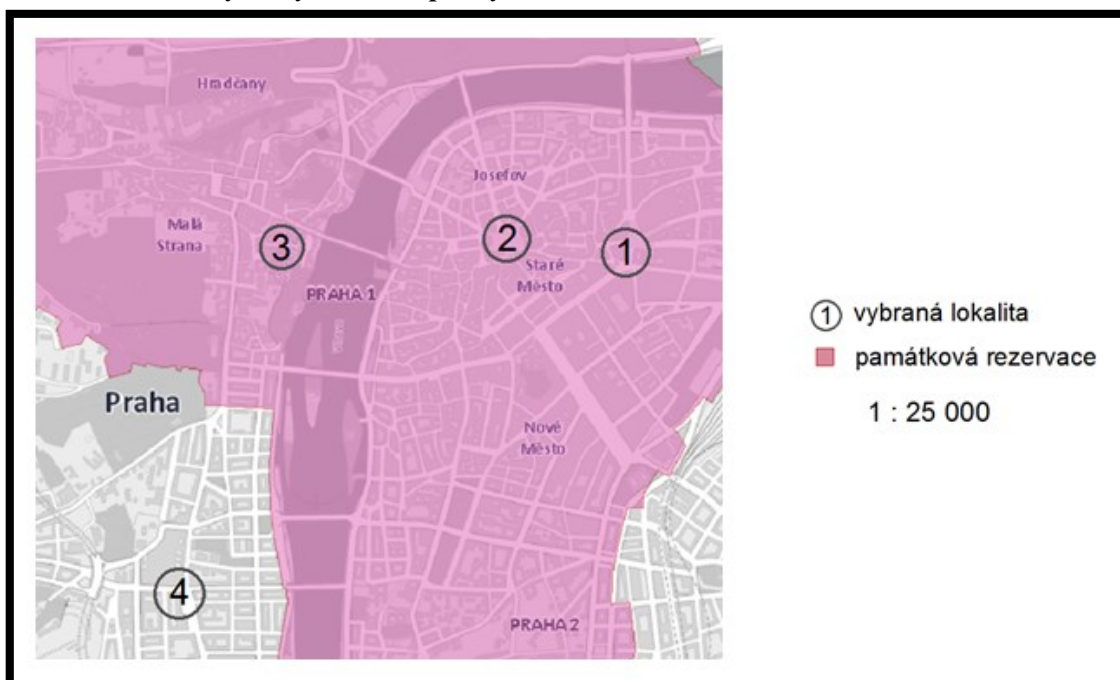 Hradčany
Josefov
Malá
Strana
3
2
1
Staré
Město
PRAHA 1
Vltava
1 vybraná lokalita
památková rezervace
1 : 25 000
Praha
Nové
Město
4
PRAHA 2